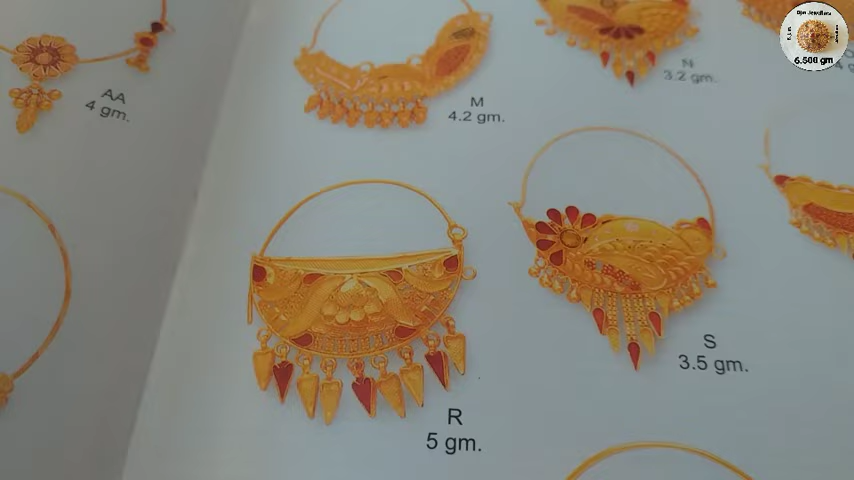 AA
4 gm.
M
4.2 gm.
N
3.2 gm.
R
5 gm.
S
3.5 gm.
6.500 gm